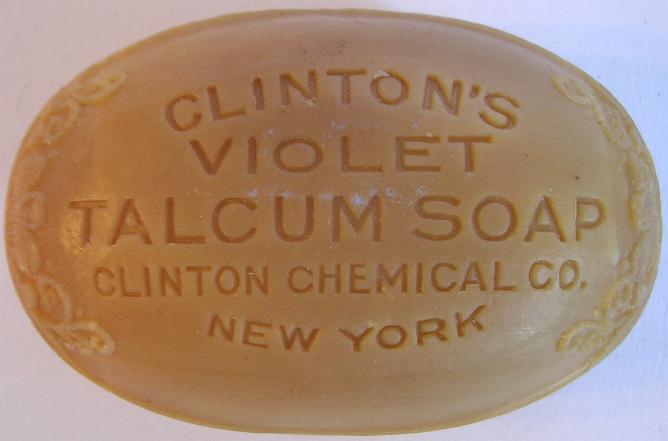 CLINTON'S
VIOLET
TALCUM SOAP
CLINTON CHEMICAL CO.
NEW YORK